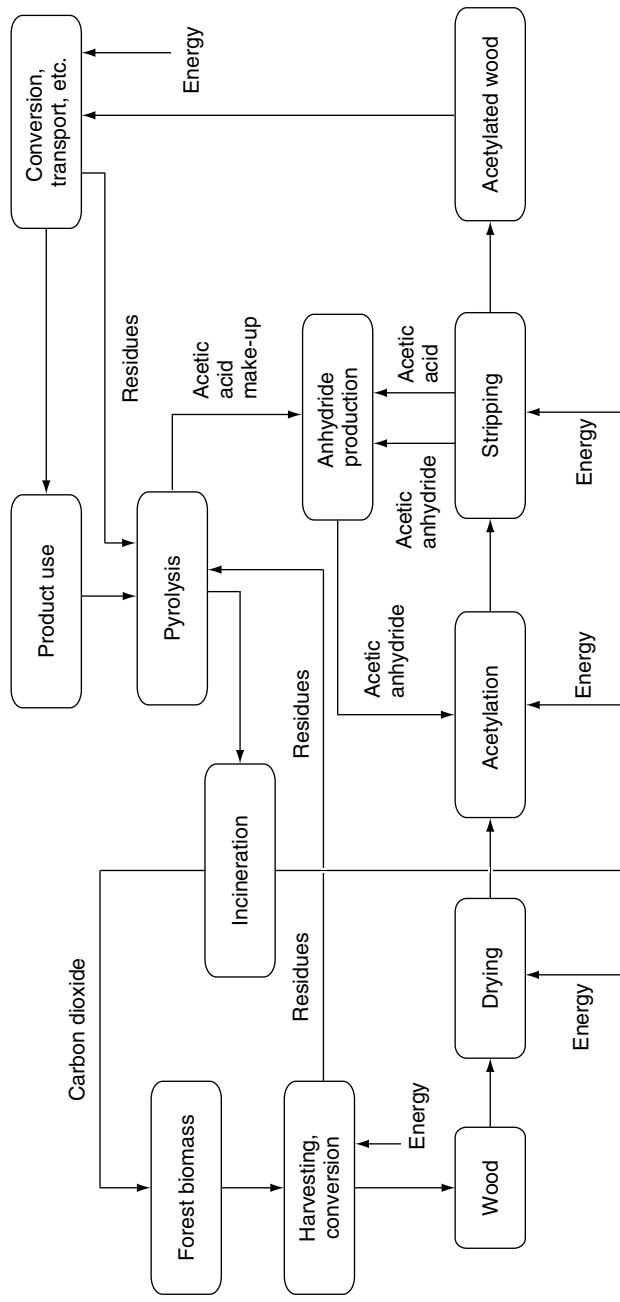 Carbon dioxide
Forest biomass
Harvesting,
conversion
Energy
Residues
Wood
Drying
Energy
Incineration
Residues
Product use
Pyrolysis
Residues
Acetic
acid
make-up
Anhydride
production
Acetic
anhydride
Acetic
anhydride
Acetic
acid
Acetylation
Energy
Stripping
Energy
Conversion,
transport, etc.
Energy
Acetylated wood